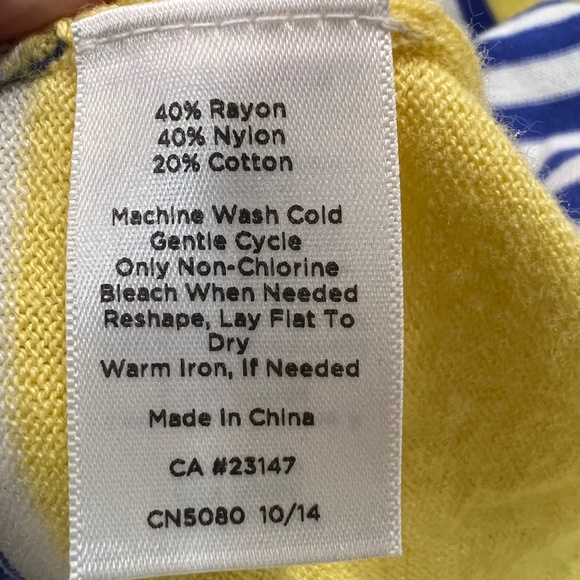 40% Rayon
40% Nylon
20% Cotton
Machine Wash Cold
Gentle Cycle
Only Non-Chlorine
Bleach When Needed
Reshape, Lay Flat To
Dry
Warm Iron, If Needed
Made in China
CA #23147
CN5080 10/14